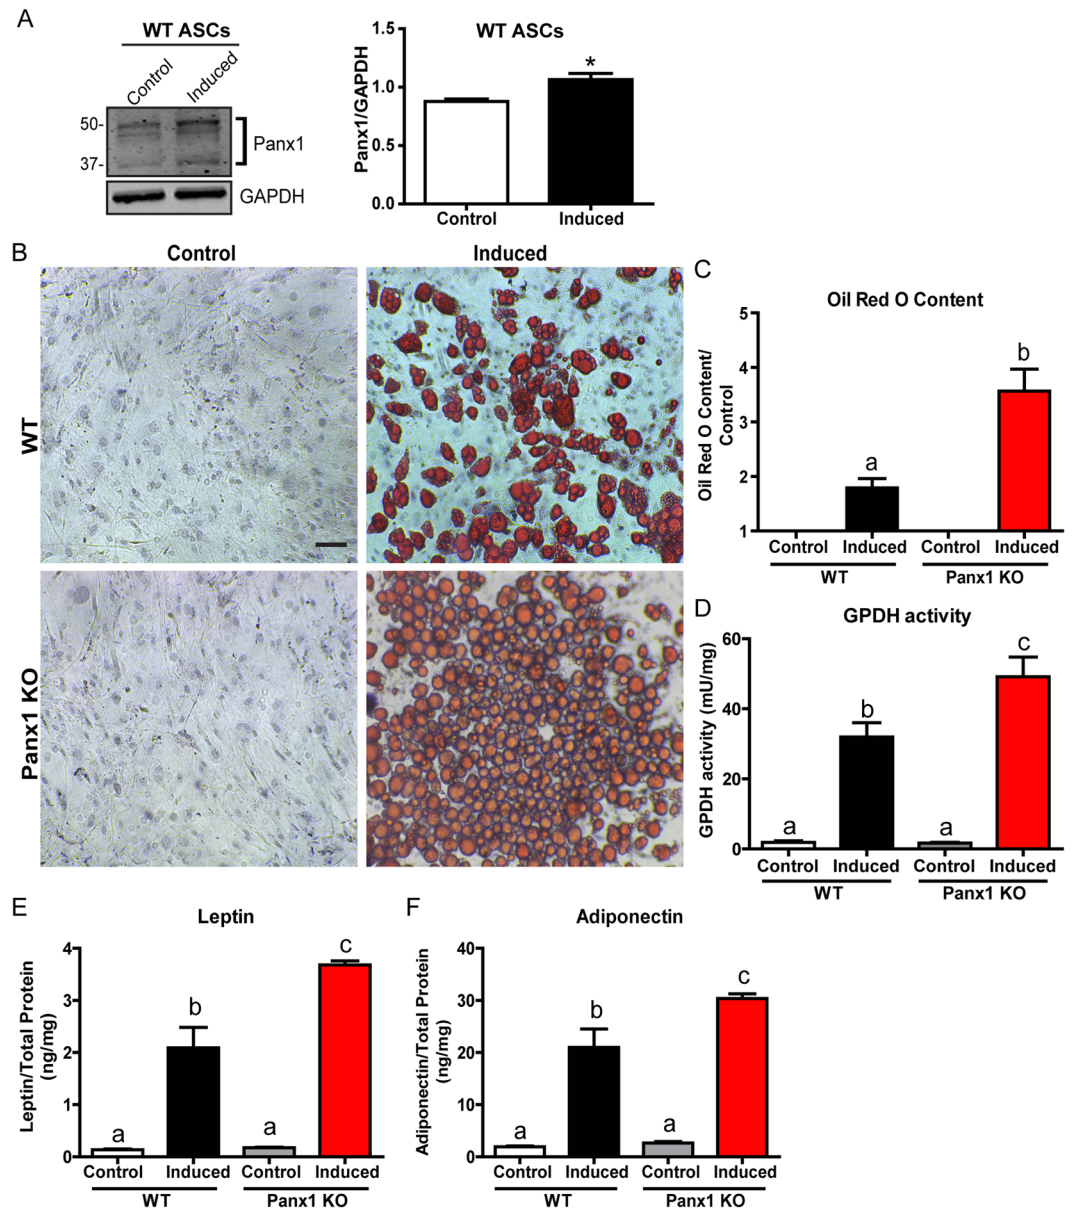 A
WT ASCs
Control
Induced
50-
37-
Panx1
GAPDH
WT ASCs
Panx1/GAPDH
1.5
1.0
0.5
0.0
*
Control
Induced
B
Control
Induced
WT
Panx1 KO
C
Oil Red O Content
Oil Red O Content/
Control
5
4
3
2
1
a
b
Control
Induced
Control
Induced
WT
Panx1 KO
D
GPDH activity
GPDH activity (mU/mg)
60
40
20
0
a
b
a
c
Control
Induced
Control
Induced
WT
Panx1 KO
E
Leptin
Leptin/Total Protein
(ng/mg)
4
3
2
1
0
a
b
a
c
Control
Induced
Control
Induced
WT
Panx1 KO
F
Adiponectin
Adiponectin/Total Protein
(ng/mg)
40
30
20
10
0
a
b
a
c
Control
Induced
Control
Induced
WT
Panx1 KO